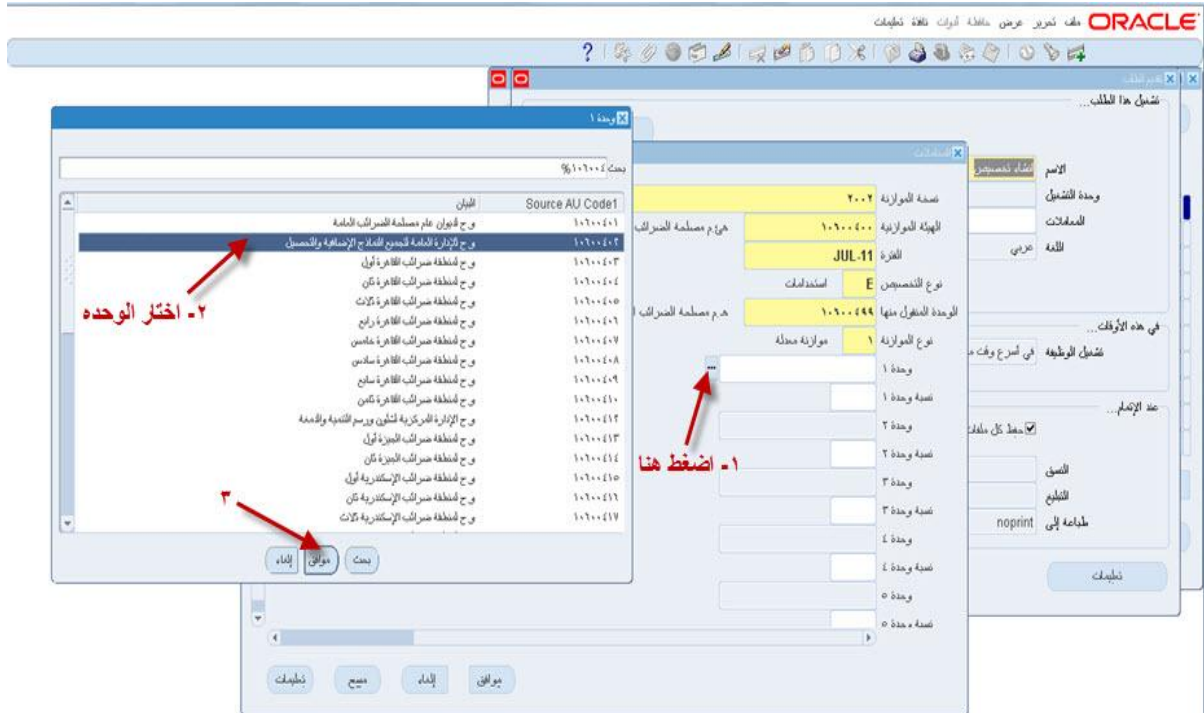 ORACLE
ملف تحرير عرض حافظة أدوات نافذة تعليمات
تقديم الطلب
تشغيل هذا الطلب...
الاسم
إنشاء تخصيص
وحدة التشغيل
المعاملات
اللغة عربي
في هذه الأوقات...
تشغيل الوظيفة في أسرع وقت
عند الإتمام...
حفظ كل ملفات
النسق
التبليغ
طباعة إلى noprint
تعليمات
المعاملات
نسخة الموازنة ٢٠٠٢
الهيئة الموازنية ١٠٦٠٠٤٠٠ هئ م مصلحة الضرائب
الفترة JUL-11
نوع التخصيص E استخدامات
الوحدة المنقول منها ١٠٦٠٠٤٩٩ ه م مصلحة الضرائب ا
نوع الموازنة ١ موازنة معدلة
وحدة ١
نسبة وحدة ١
وحدة ٢
نسبة وحدة ٢
وحدة ٣
نسبة وحدة ٣
وحدة ٤
نسبة وحدة ٤
وحدة ٥
نسبة وحدة ٥
موافق إلغاء مسح تعليمات
١- اضغط هنا
وحدة ١
بحث ١٠٦٠٠٤%
Source AU Code1 البيان
١٠٦٠٠٤٠١ و ح لديوان عام مصلحة الضرائب العامة
١٠٦٠٠٤٠٢ و ح للإدارة العامة لتجميع النماذج الإضافية والتحصيل
١٠٦٠٠٤٠٣ و ح لمنطقة ضرائب القاهرة أول
١٠٦٠٠٤٠٤ و ح لمنطقة ضرائب القاهرة ثان
١٠٦٠٠٤٠٥ و ح لمنطقة ضرائب القاهرة ثالث
١٠٦٠٠٤٠٦ و ح لمنطقة ضرائب القاهرة رابع
١٠٦٠٠٤٠٧ و ح لمنطقة ضرائب القاهرة خامس
١٠٦٠٠٤٠٨ و ح لمنطقة ضرائب القاهرة سادس
١٠٦٠٠٤٠٩ و ح لمنطقة ضرائب القاهرة سابع
١٠٦٠٠٤١٠ و ح لمنطقة ضرائب القاهرة ثامن
١٠٦٠٠٤١٢ و ح الإدارة المركزية لشئون ورسم التنمية والدمغة
١٠٦٠٠٤١٣ و ح لمنطقة ضرائب الجيزة أول
١٠٦٠٠٤١٤ و ح لمنطقة ضرائب الجيزة ثان
١٠٦٠٠٤١٥ و ح لمنطقة ضرائب الإسكندرية أول
١٠٦٠٠٤١٦ و ح لمنطقة ضرائب الإسكندرية ثان
١٠٦٠٠٤١٧ و ح لمنطقة ضرائب الإسكندرية ثالث
بحث موافق إلغاء
٢- اختار الوحده
٣